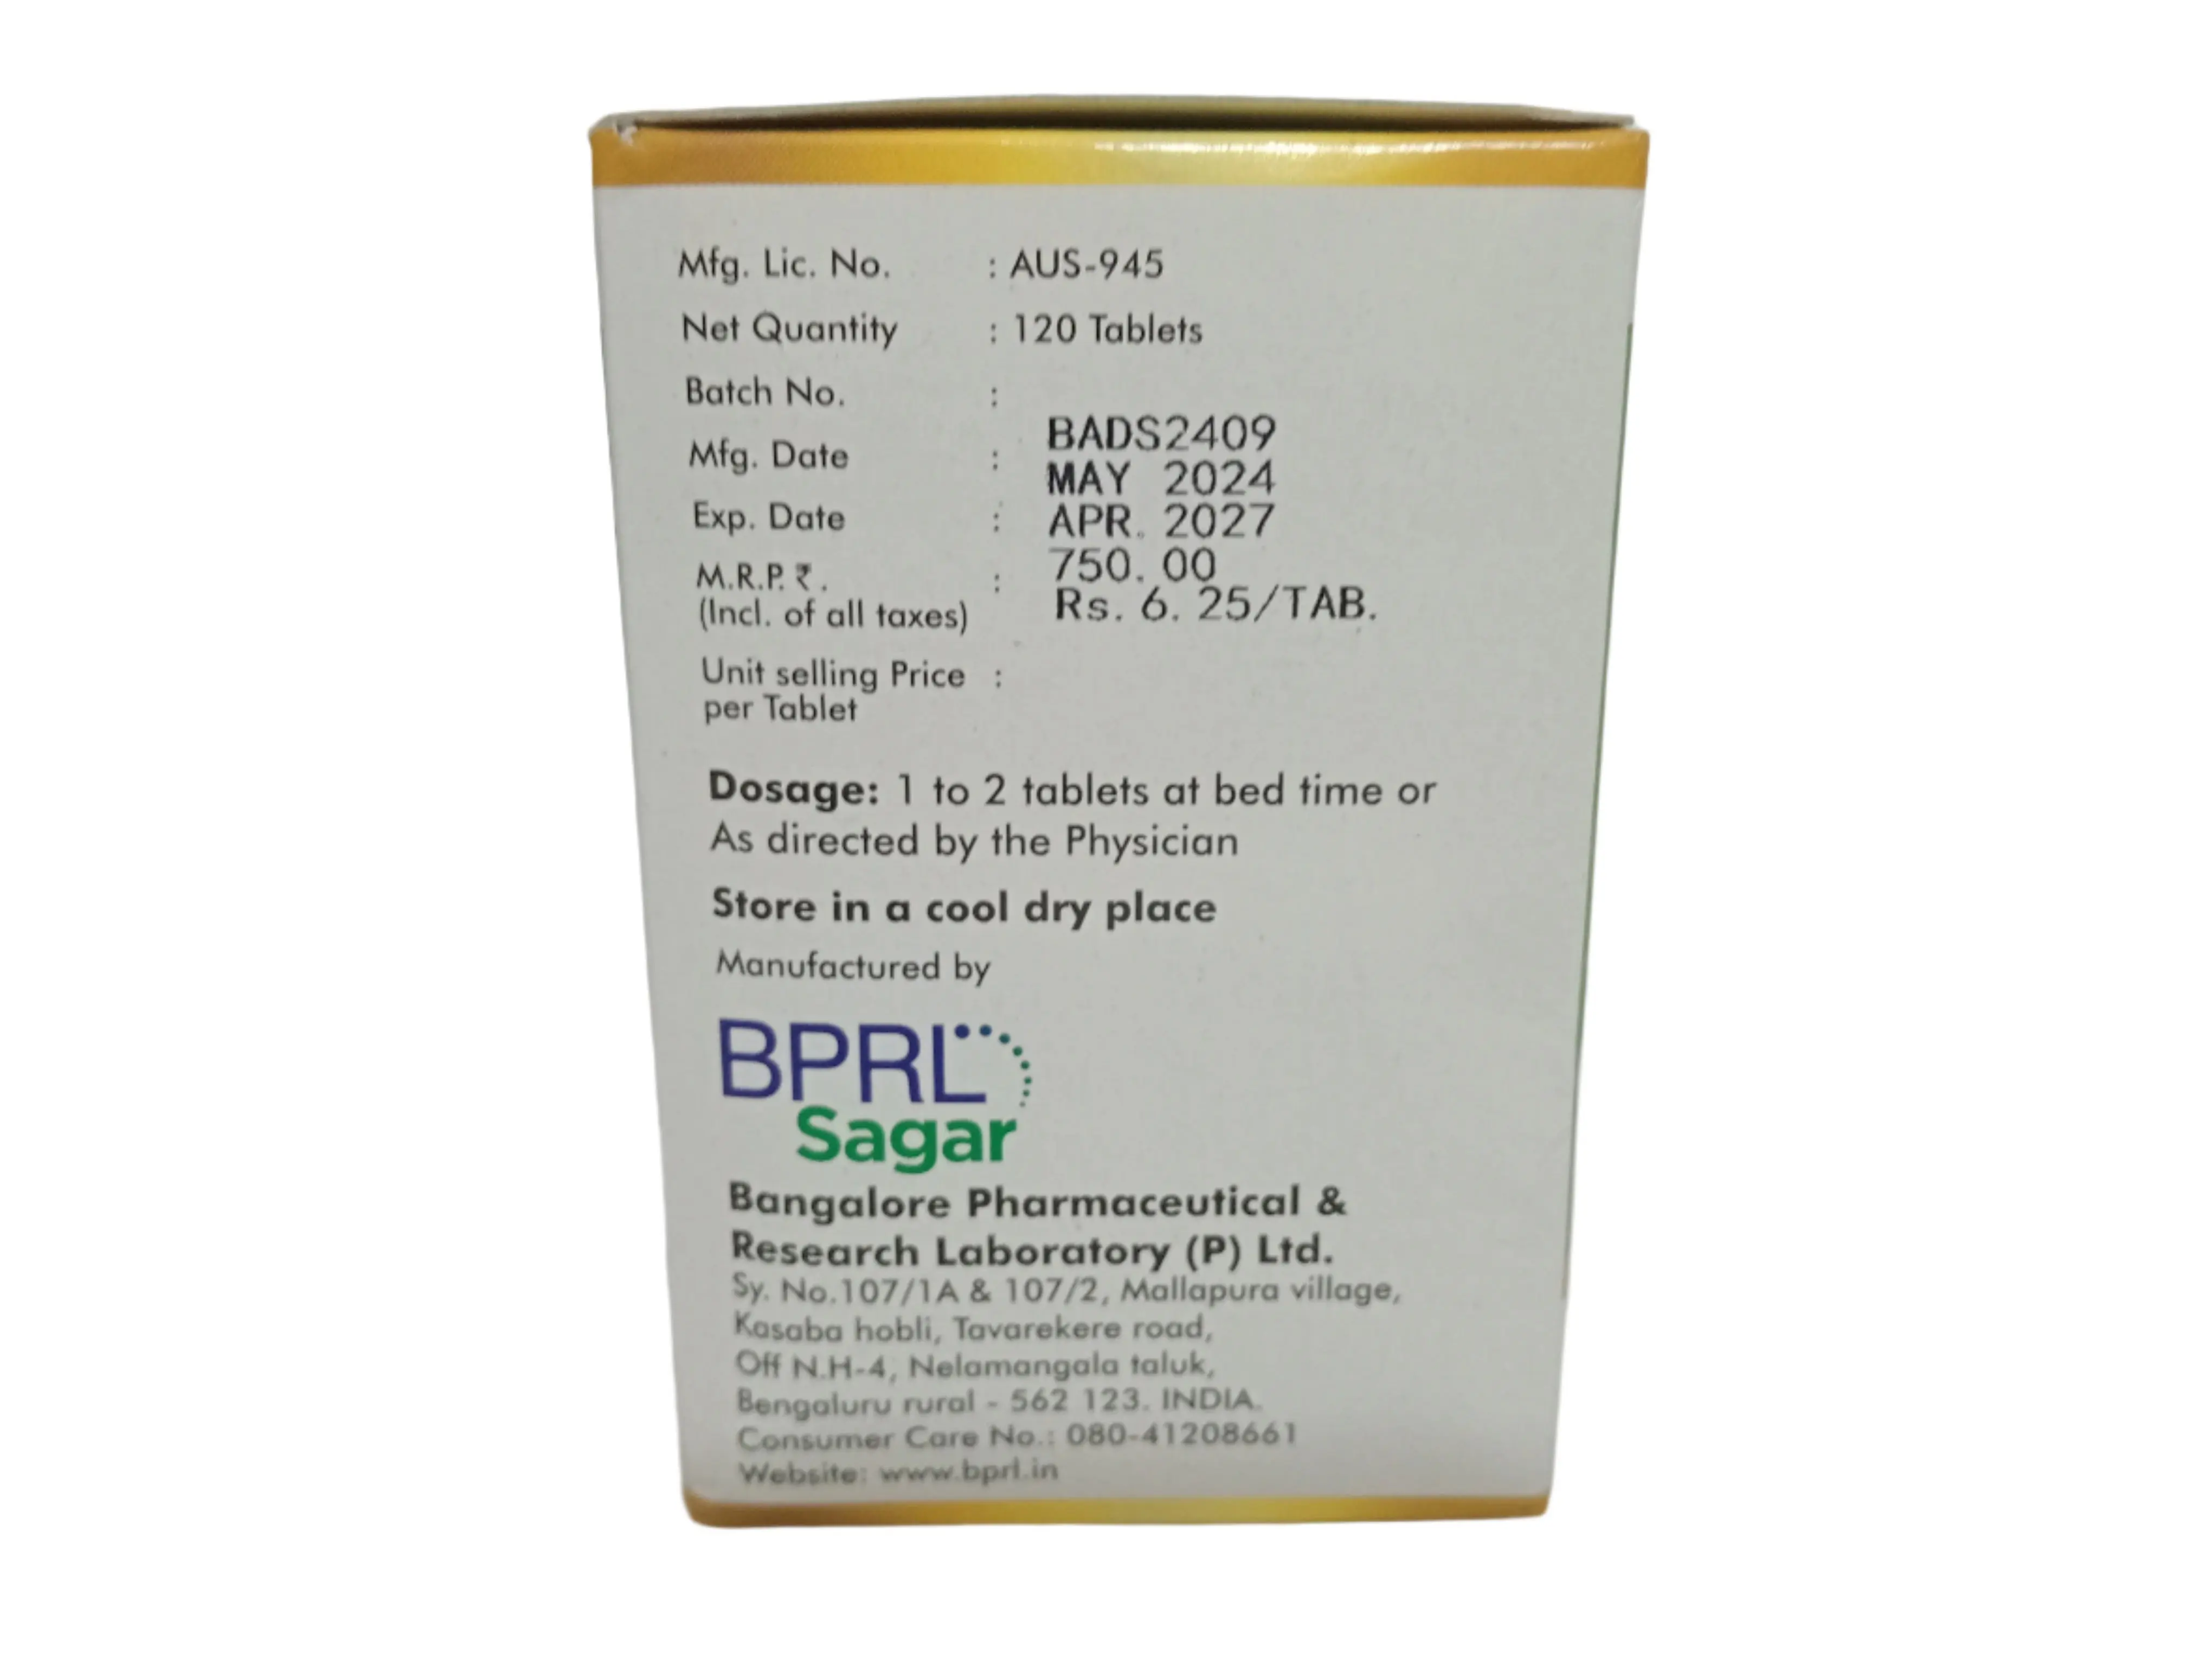 Mfg. Lic. No. : AUS-945
Net Quantity : 120 Tablets
Batch No. :
BADS2409
Mfg. Date :
MAY 2024
Exp. Date :
APR. 2027
M.R.P. ₹. :
750.00
(Incl. of all taxes)
Rs. 6.25/TAB.
Unit selling Price :
per Tablet
Dosage: 1 to 2 tablets at bed time or
As directed by the Physician
Store in a cool dry place
Manufactured by
BPRL
Sagar
Bangalore Pharmaceutical &
Research Laboratory (P) Ltd.
Sy. No.107/1A & 107/2, Mallapura village,
Kasaba hobli, Tavarekere road,
Off N.H-4, Nelamangala taluk,
Bengaluru rural - 562 123. INDIA.
Consumer Care No.: 080-41208661
Website: www.bprl.in